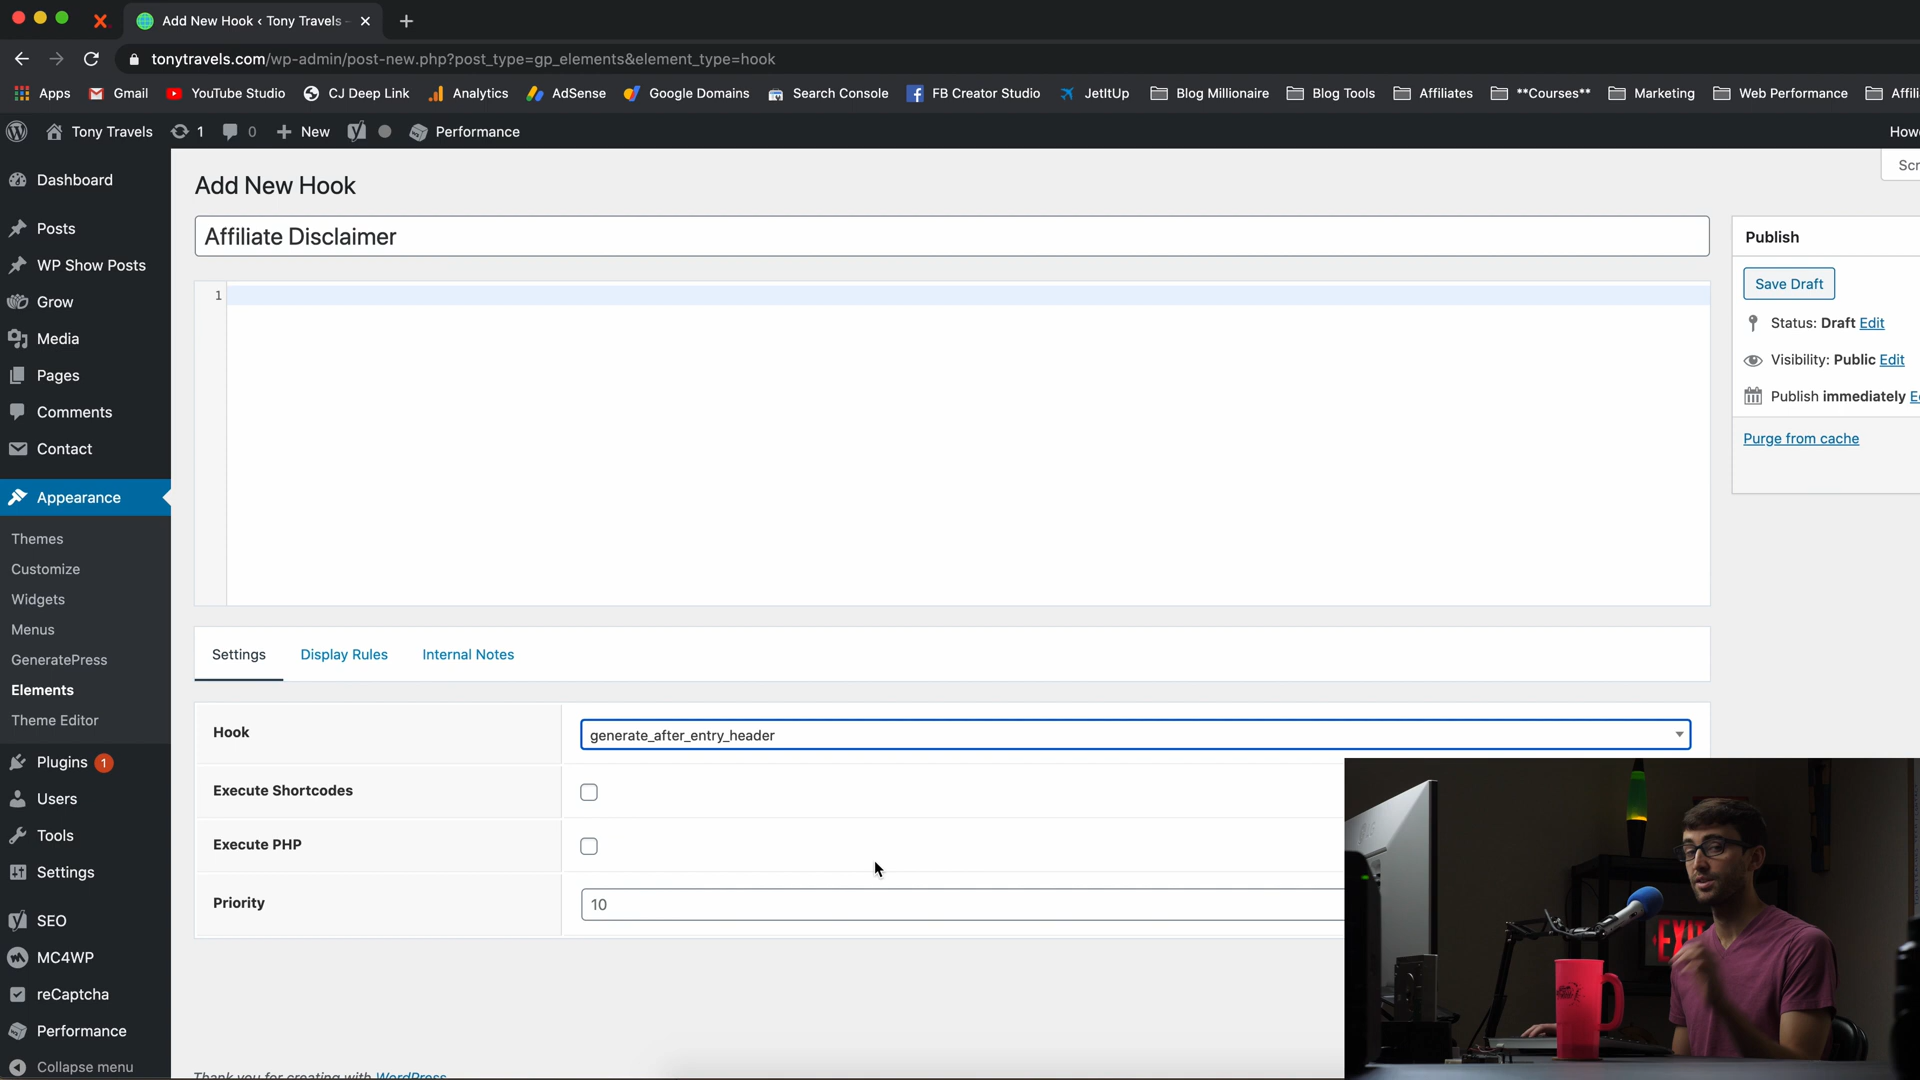 Add New Hook ‹ Tony Travels
tonytravels.com/wp-admin/post-new.php?post_type=gp_elements&element_type=hook
Apps Gmail YouTube Studio CJ Deep Link Analytics AdSense Google Domains Search Console FB Creator Studio JetItUp Blog Millionaire Blog Tools Affiliates **Courses** Marketing Web Performance Affili
Tony Travels 1 0 New Performance How
Scr
Dashboard
Posts
WP Show Posts
Grow
Media
Pages
Comments
Contact
Appearance
Themes
Customize
Widgets
Menus
GeneratePress
Elements
Theme Editor
Plugins 1
Users
Tools
Settings
SEO
MC4WP
reCaptcha
Performance
Collapse menu
Add New Hook
Affiliate Disclaimer
1
Settings Display Rules Internal Notes
Hook generate_after_entry_header
Execute Shortcodes
Execute PHP
Priority 10
Thank you for creating with WordPress
Publish
Save Draft
Status: Draft Edit
Visibility: Public Edit
Publish immediately E
Purge from cache
EXI